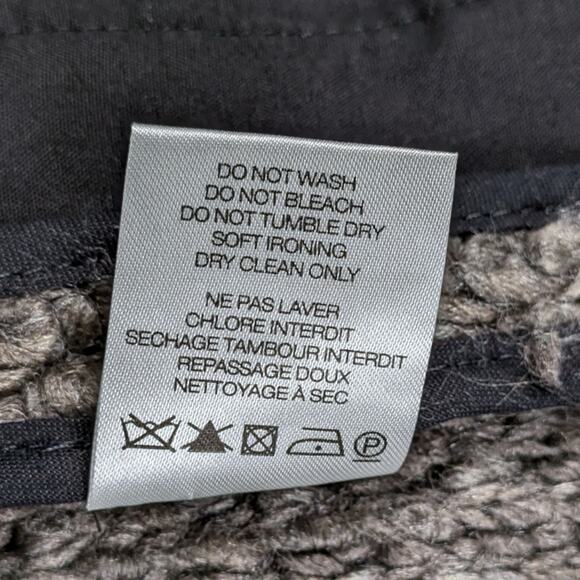 DO NOT WASH
DO NOT BLEACH
DO NOT TUMBLE DRY
SOFT IRONING
DRY CLEAN ONLY
NE PAS LAVER
CHLORE INTERDIT
SECHAGE TAMBOUR INTERDIT
REPASSAGE DOUX
NETTOYAGE À SEC
P